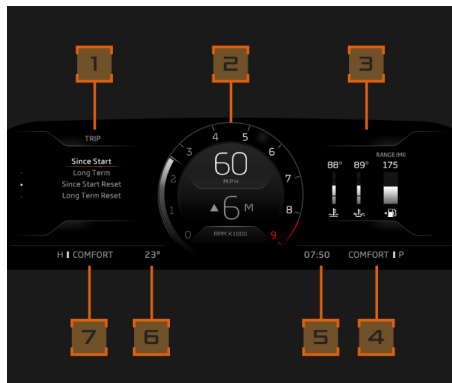 1
2
3
TRIP
Since Start
Long Term
Since Start Reset
Long Term Reset
0
1
2
3
4
5
6
7
8
9
60
MPH
6 M
RPM X1000
RANGE (MI)
88° 89° 175
H COMFORT
23°
07:50
COMFORT P
7
6
5
4